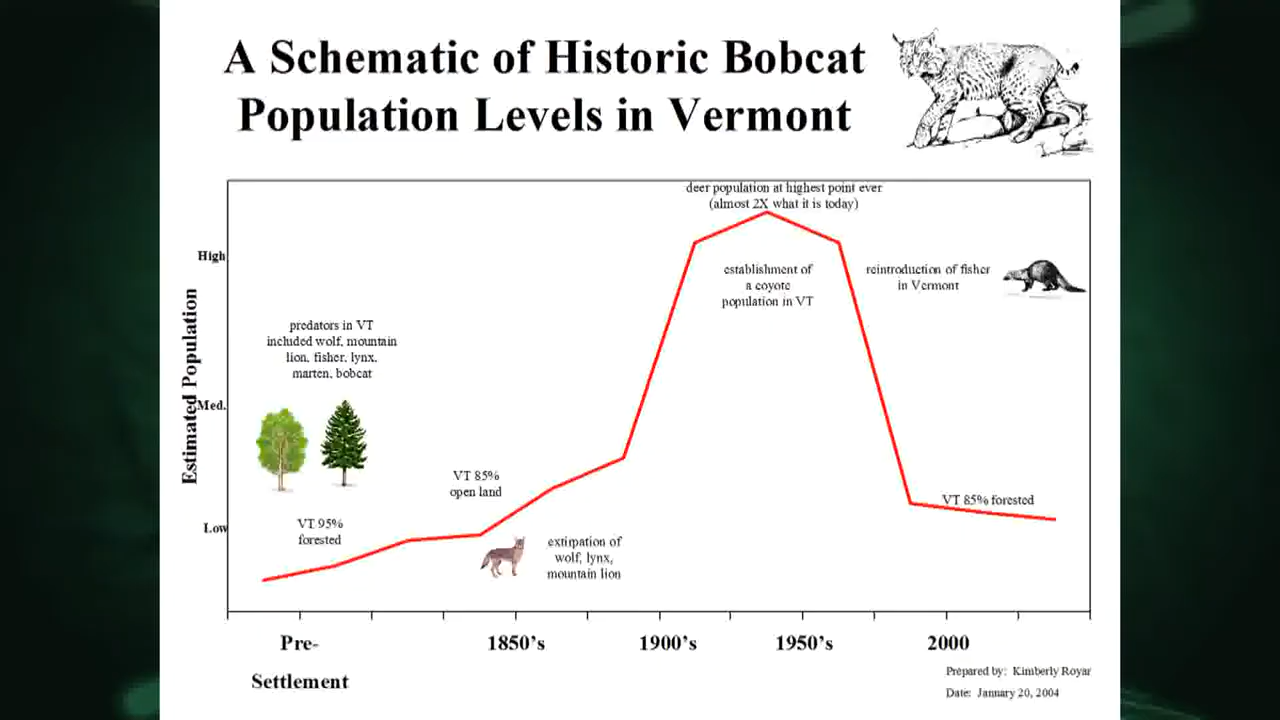 A Schematic of Historic Bobcat
Population Levels in Vermont
deer population at highest point ever
(almost 2X what it is today)
High
establishment of
a coyote
population in VT
reintroduction of fisher
in Vermont
Estimated Population
predators in VT
included wolf, mountain
lion, fisher, lynx,
marten, bobcat
Med.
VT 85%
open land
VT 85% forested
Low
VT 95%
forested
extirpation of
wolf, lynx,
mountain lion
Pre-
Settlement
1850's
1900's
1950's
2000
Prepared by: Kimberly Royar
Date: January 20, 2004